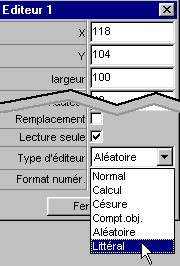 Editeur 1
X 118
Y 104
largeur 100
Remplacement
Lecture seule
Type d'éditeur Aléatoire
Format numér.
Normal
Calcul
Césure
Compt.obj.
Aléatoire
Littéral
Fer